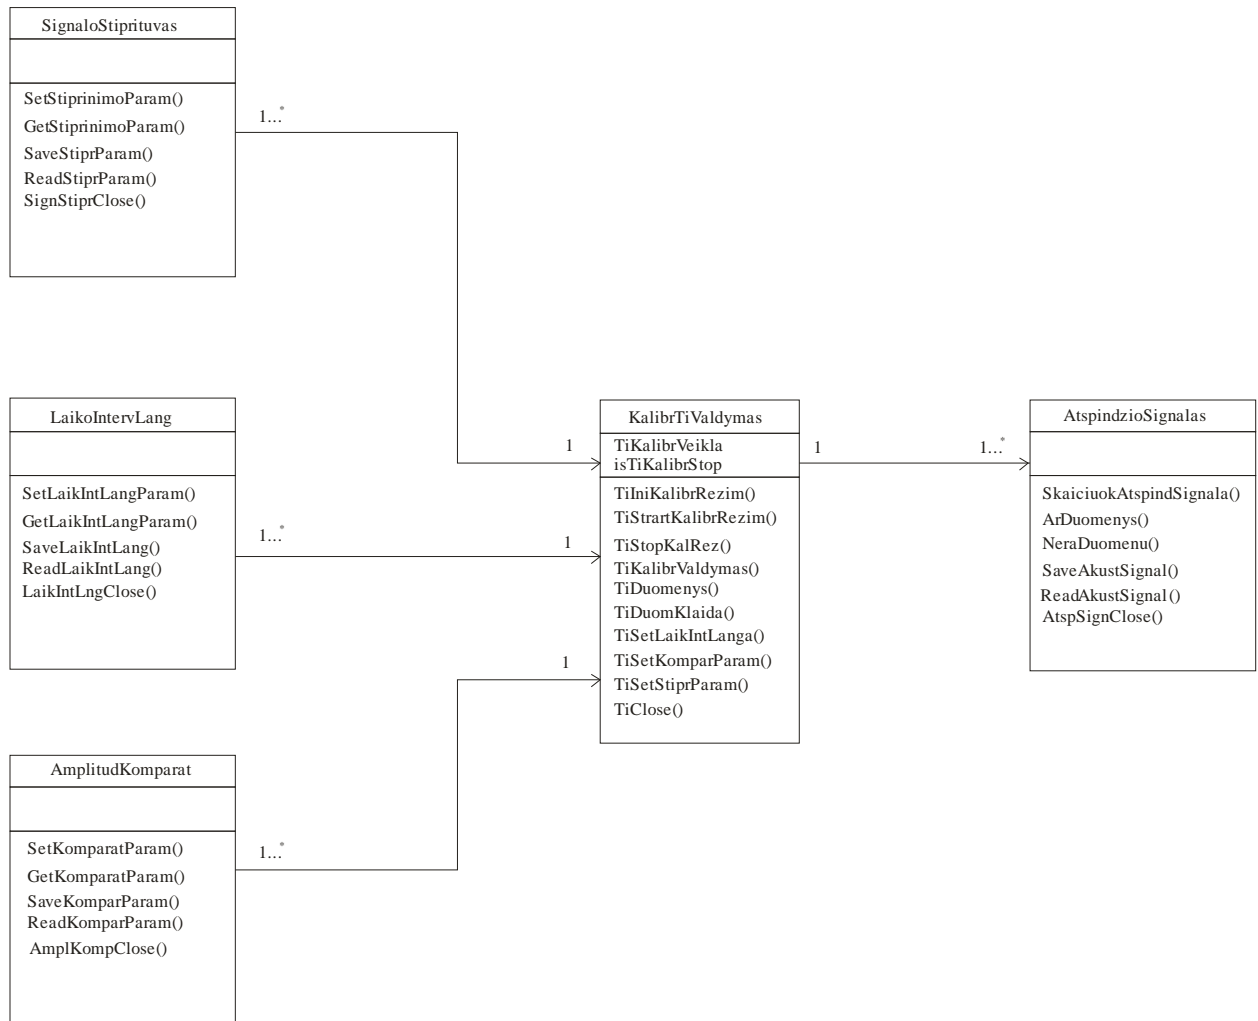 SignaloStiprituvas
SetStiprinimoParam()
GetStiprinimoParam()
SaveStiprParam()
ReadStiprParam()
SignStiprClose()
1...*
LaikoIntervLang
SetLaikIntLangParam()
GetLaikIntLangParam()
SaveLaikIntLang()
ReadLaikIntLang()
LaikIntLngClose()
1...*
AmplitudKomparat
SetKomparatParam()
GetKomparatParam()
SaveKomparParam()
ReadKomparParam()
AmplKompClose()
1...*
1
1
1
KalibrTiValdymas
TiKalibrVeikla
isTiKalibrStop
TiIniKalibrRezim()
TiStrartKalibrRezim()
TiStopKalRez()
TiKalibrValdymas()
TiDuomenys()
TiDuomKlaida()
TiSetLaikIntLanga()
TiSetKomparParam()
TiSetStiprParam()
TiClose()
1
1...*
AtspindzioSignalas
SkaiciuokAtspindSignala()
ArDuomenys()
NeraDuomenu()
SaveAkustSignal()
ReadAkustSignal()
AtspSignClose()